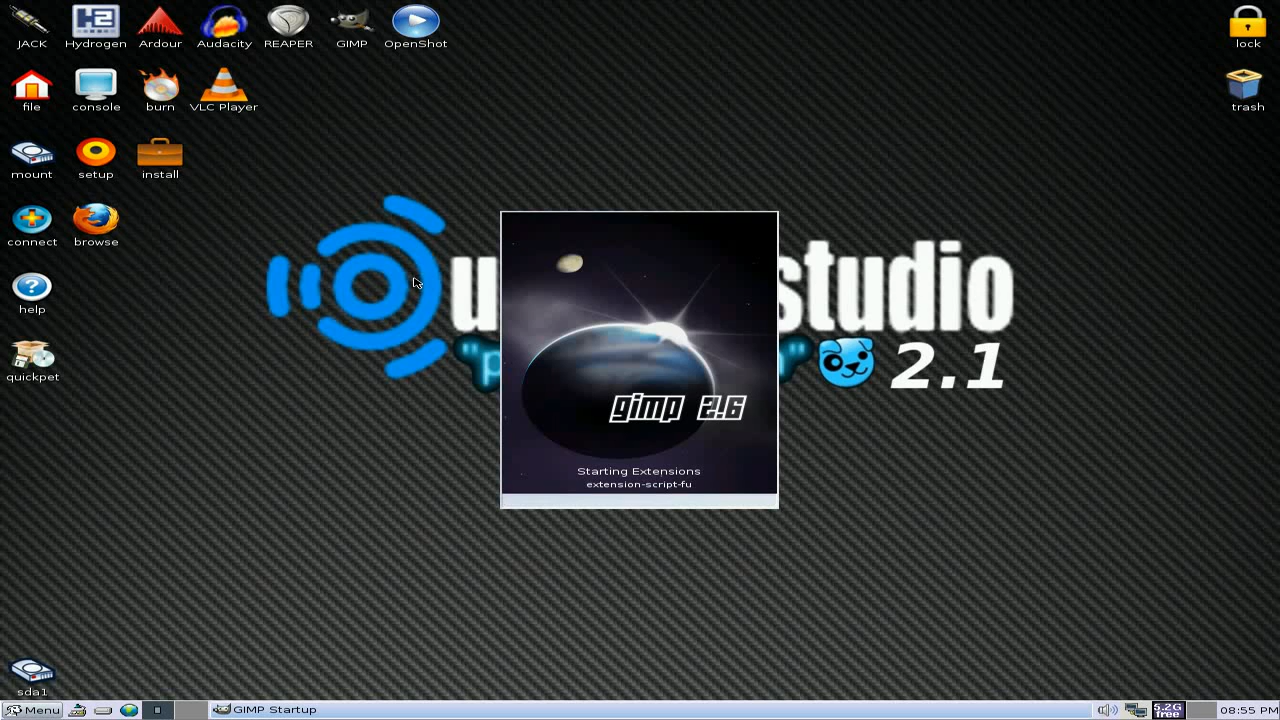 JACK Hydrogen Ardour Audacity REAPER GIMP OpenShot lock
file console burn VLC Player trash
mount setup install
connect browse
help
quickpet
u studio
"p
" 2.1
gimp 2.6
Starting Extensions
extension-script-fu
sda1
Menu GIMP Startup 5.2G free 08:55 PM